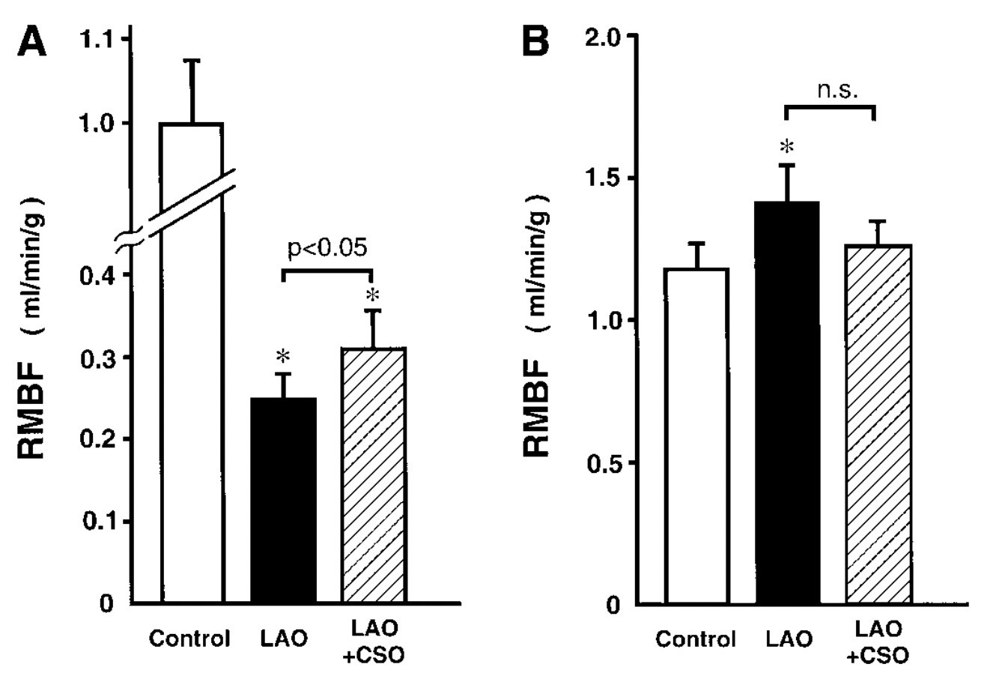 A
RMBF ( ml/min/g )
1.1
1.0
0.4
0.3
0.2
0.1
0
p<0.05
*
*
Control
LAO
LAO
+CSO
B
RMBF ( ml/min/g )
2.0
1.5
1.0
0.5
0
n.s.
*
Control
LAO
LAO
+CSO